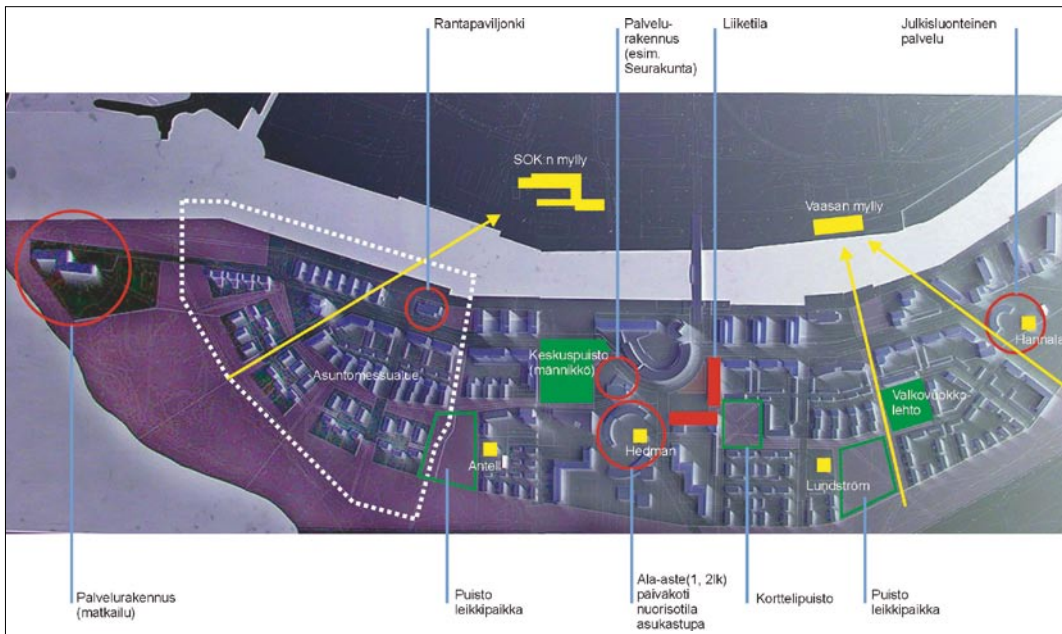 Rantapaviljonki
Palvelu-
rakennus
(esim.
Seurakunta)
Liiketila
Julkisluonteinen
palvelu
SOK:n mylly
Vaasan mylly
Hannala
Keskuspuisto
(männikkö)
Asuntomessualue
Valkovuokko-
lehto
Antell
Hedman
Lundström
Palvelurakennus
(matkailu)
Puisto
leikkipaikka
Ala-aste(1, 2lk)
paivakoti
nuorisotila
asukastupa
Korttelipuisto
Puisto
leikkipaikka